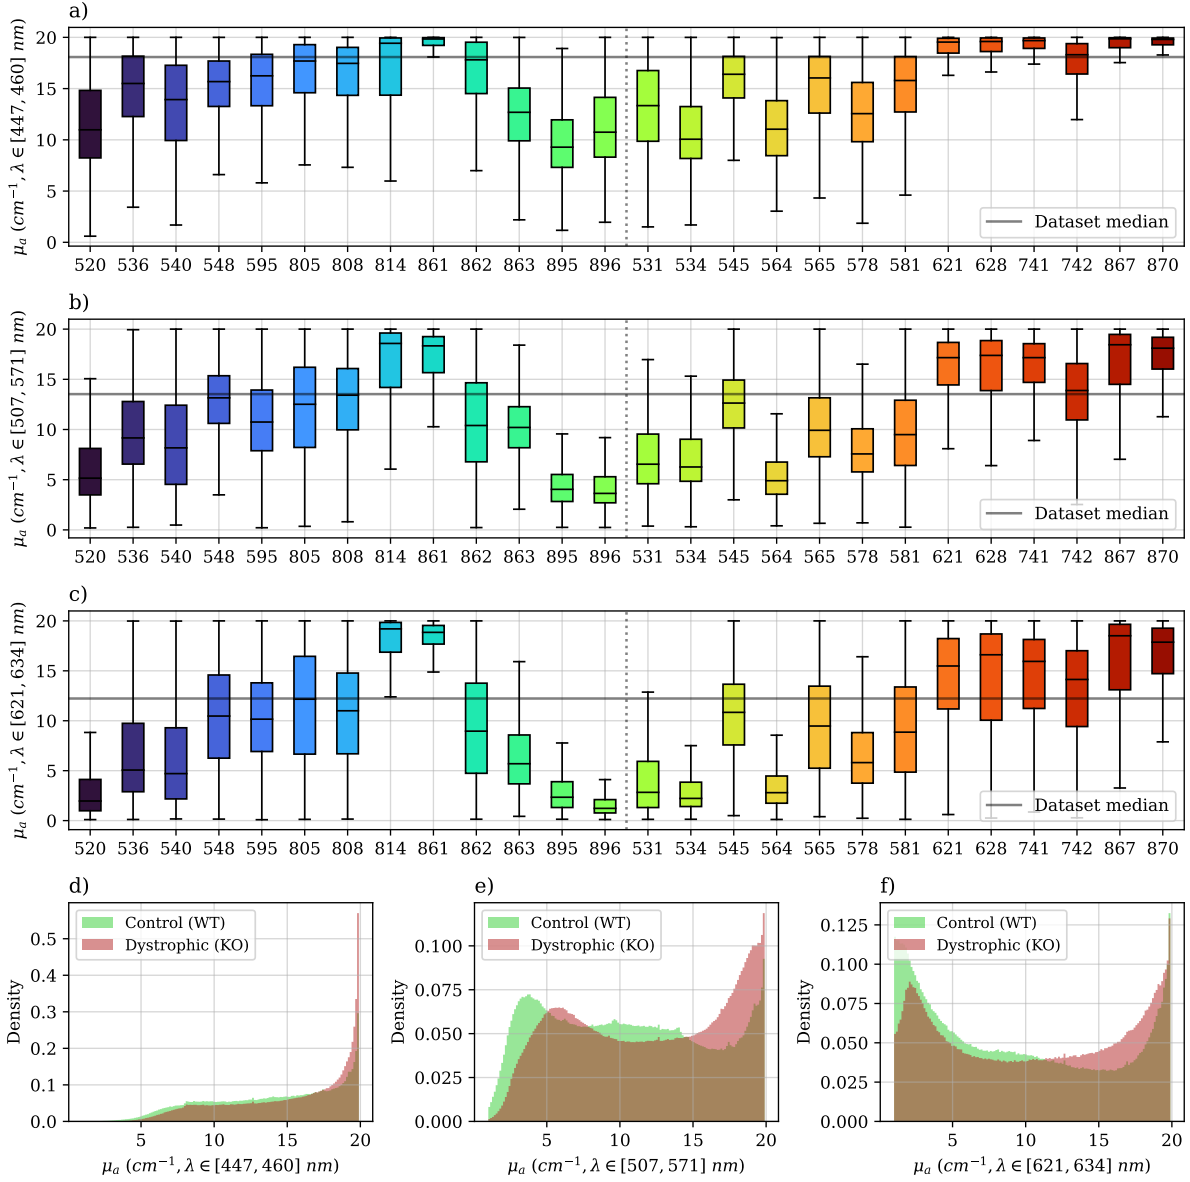 a)
μₐ (cm⁻¹, λ ∈ [447, 460] nm)
20
15
10
5
0
Dataset median
520 536 540 548 595 805 808 814 861 862 863 895 896 531 534 545 564 565 578 581 621 628 741 742 867 870
b)
μₐ (cm⁻¹, λ ∈ [507, 571] nm)
20
15
10
5
0
Dataset median
520 536 540 548 595 805 808 814 861 862 863 895 896 531 534 545 564 565 578 581 621 628 741 742 867 870
c)
μₐ (cm⁻¹, λ ∈ [621, 634] nm)
20
15
10
5
0
Dataset median
520 536 540 548 595 805 808 814 861 862 863 895 896 531 534 545 564 565 578 581 621 628 741 742 867 870
d)
Density
0.5
0.4
0.3
0.2
0.1
0.0
Control (WT)
Dystrophic (KO)
5 10 15 20
μₐ (cm⁻¹, λ ∈ [447, 460] nm)
e)
Density
0.100
0.075
0.050
0.025
0.000
Control (WT)
Dystrophic (KO)
5 10 15 20
μₐ (cm⁻¹, λ ∈ [507, 571] nm)
f)
Density
0.125
0.100
0.075
0.050
0.025
0.000
Control (WT)
Dystrophic (KO)
5 10 15 20
μₐ (cm⁻¹, λ ∈ [621, 634] nm)